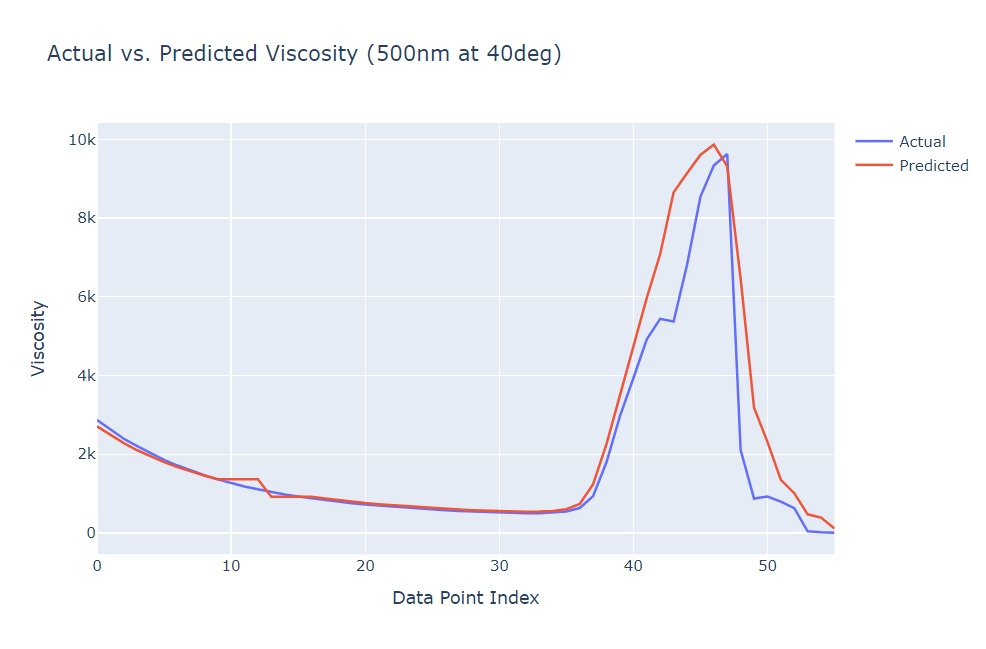 Actual vs. Predicted Viscosity (500nm at 40deg)
Actual
Predicted
10k
8k
6k
4k
2k
0
Viscosity
0 10 20 30 40 50
Data Point Index